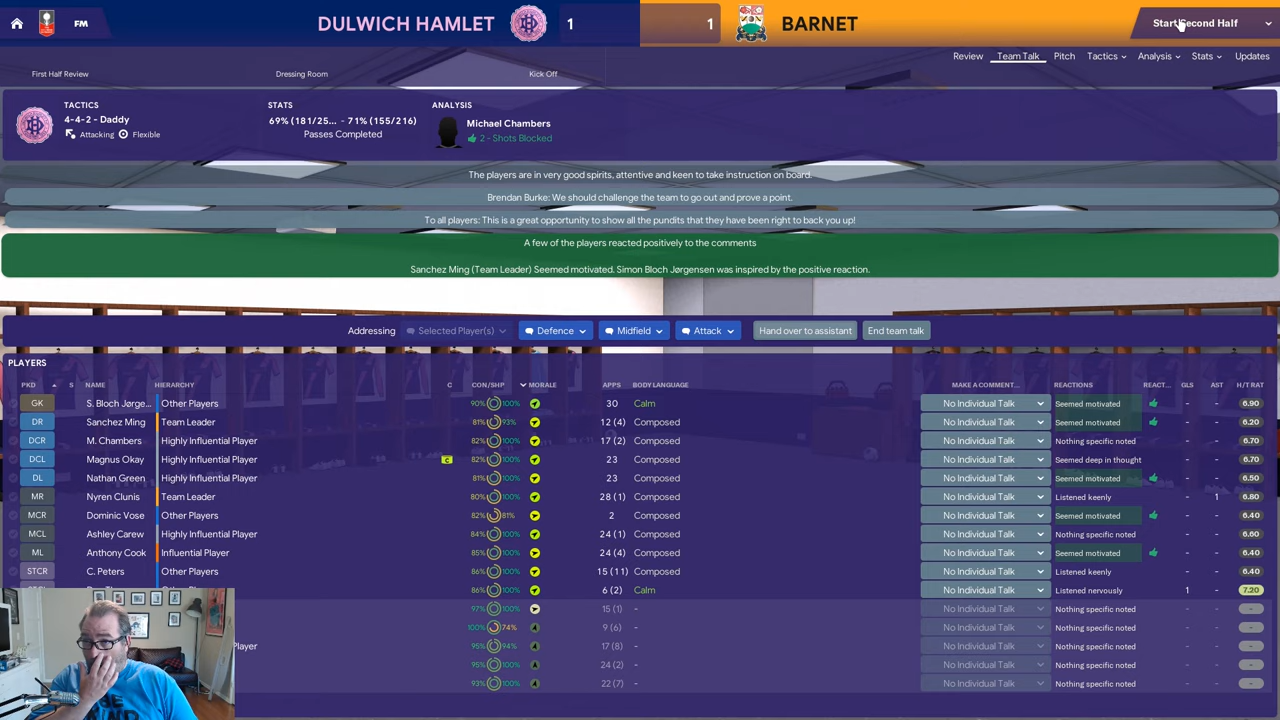 FM
DULWICH HAMLET 1
1 BARNET
Start Second Half
Review Team Talk Pitch Tactics Analysis Stats Updates
First Half Review Dressing Room Kick Off
TACTICS
4-4-2 - Daddy
Attacking Flexible
STATS
69% (181/25... - 71% (155/216)
Passes Completed
ANALYSIS
Michael Chambers
2 - Shots Blocked
The players are in very good spirits, attentive and keen to take instruction on board.
Brendan Burke: We should challenge the team to go out and prove a point.
To all players: This is a great opportunity to show all the pundits that they have been right to back you up!
A few of the players reacted positively to the comments
Sanchez Ming (Team Leader) Seemed motivated. Simon Bloch Jørgensen was inspired by the positive reaction.
Addressing Selected Player(s) Defence Midfield Attack Hand over to assistant End team talk
PLAYERS
PKD S NAME HIERARCHY C CON/SHP MORALE APPS BODY LANGUAGE MAKE A COMMENT... REACTIONS REACT... GLS AST H/T RAT
GK S. Bloch Jørge... Other Players 90% 100% 30 Calm No Individual Talk Seemed motivated - - 6.90
DR Sanchez Ming Team Leader 81% 93% 12 (4) Composed No Individual Talk Seemed motivated - - 6.20
DCR M. Chambers Highly Influential Player 82% 100% 17 (2) Composed No Individual Talk Nothing specific noted - - 6.70
DCL Magnus Okay Highly Influential Player C 82% 100% 23 Composed No Individual Talk Seemed deep in thought - - 6.70
DL Nathan Green Highly Influential Player 81% 100% 23 Composed No Individual Talk Seemed motivated - - 6.50
MR Nyren Clunis Team Leader 80% 100% 28 (1) Composed No Individual Talk Listened keenly - 1 6.80
MCR Dominic Vose Other Players 82% 81% 2 Composed No Individual Talk Seemed motivated - - 6.40
MCL Ashley Carew Highly Influential Player 84% 100% 24 (1) Composed No Individual Talk Nothing specific noted - - 6.60
ML Anthony Cook Influential Player 85% 100% 24 (4) Composed No Individual Talk Seemed motivated - - 6.40
STCR C. Peters Other Players 86% 100% 15 (11) Composed No Individual Talk Listened keenly - - 6.40
86% 100% 6 (2) Calm No Individual Talk Listened nervously 1 - 7.20
97% 100% 15 (1) - No Individual Talk Nothing specific noted - - -
100% 74% 9 (6) - No Individual Talk Nothing specific noted - - -
Player 95% 94% 17 (8) - No Individual Talk Nothing specific noted - - -
95% 100% 24 (2) - No Individual Talk Nothing specific noted - - -
93% 100% 22 (7) - No Individual Talk Nothing specific noted - - -